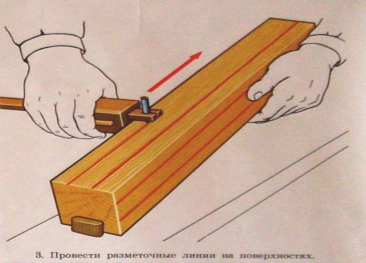 3. Провести разметочные линии на поверхностях.